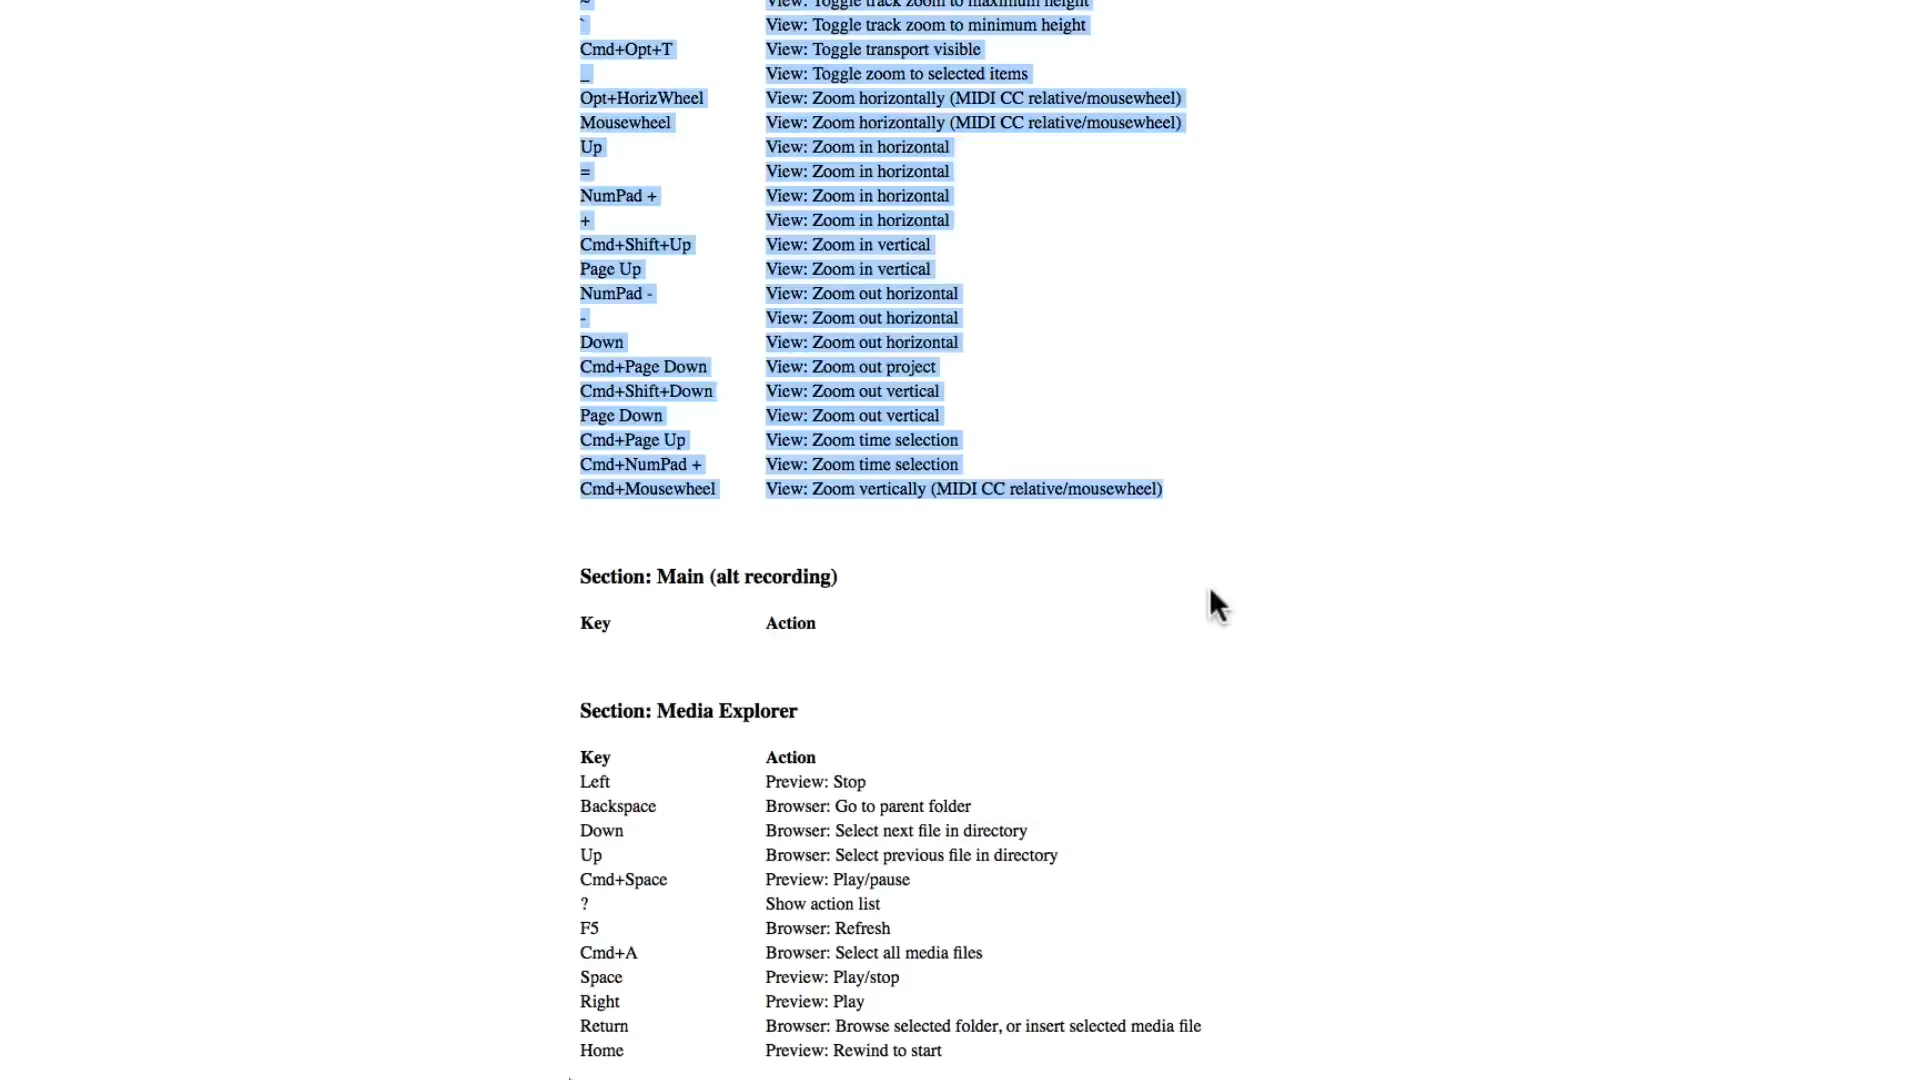 ~ View: Toggle track zoom to maximum height
` View: Toggle track zoom to minimum height
Cmd+Opt+T View: Toggle transport visible
_ View: Toggle zoom to selected items
Opt+HorizWheel View: Zoom horizontally (MIDI CC relative/mousewheel)
Mousewheel View: Zoom horizontally (MIDI CC relative/mousewheel)
Up View: Zoom in horizontal
= View: Zoom in horizontal
NumPad + View: Zoom in horizontal
+ View: Zoom in horizontal
Cmd+Shift+Up View: Zoom in vertical
Page Up View: Zoom in vertical
NumPad - View: Zoom out horizontal
- View: Zoom out horizontal
Down View: Zoom out horizontal
Cmd+Page Down View: Zoom out project
Cmd+Shift+Down View: Zoom out vertical
Page Down View: Zoom out vertical
Cmd+Page Up View: Zoom time selection
Cmd+NumPad + View: Zoom time selection
Cmd+Mousewheel View: Zoom vertically (MIDI CC relative/mousewheel)
Section: Main (alt recording)
Key Action
Section: Media Explorer
Key Action
Left Preview: Stop
Backspace Browser: Go to parent folder
Down Browser: Select next file in directory
Up Browser: Select previous file in directory
Cmd+Space Preview: Play/pause
? Show action list
F5 Browser: Refresh
Cmd+A Browser: Select all media files
Space Preview: Play/stop
Right Preview: Play
Return Browser: Browse selected folder, or insert selected media file
Home Preview: Rewind to start